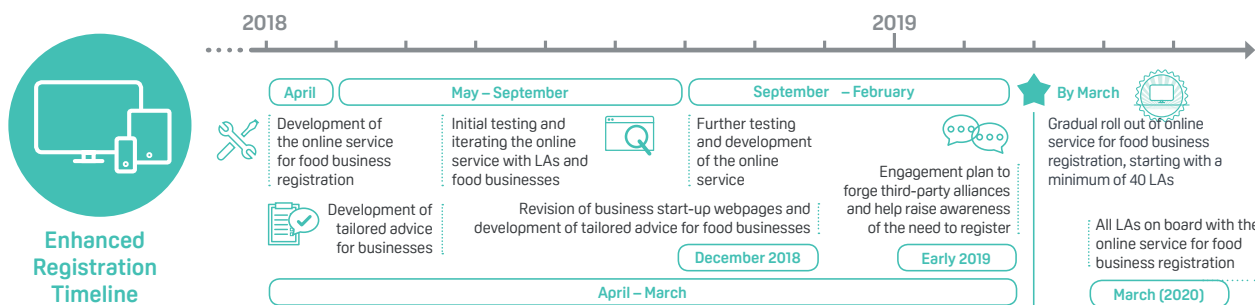 2018
2019
Enhanced
Registration
Timeline
April
May – September
September – February
By March
Development of
the online service
for food business
registration
Initial testing and
iterating the online
service with LAs and
food businesses
Further testing
and development
of the online
service
Engagement plan to
forge third-party alliances
and help raise awareness
of the need to register
Gradual roll out of online
service for food business
registration, starting with a
minimum of 40 LAs
Development of
tailored advice
for businesses
Revision of business start-up webpages and
development of tailored advice for food businesses
All LAs on board with the
online service for food
business registration
December 2018
Early 2019
April – March
March (2020)